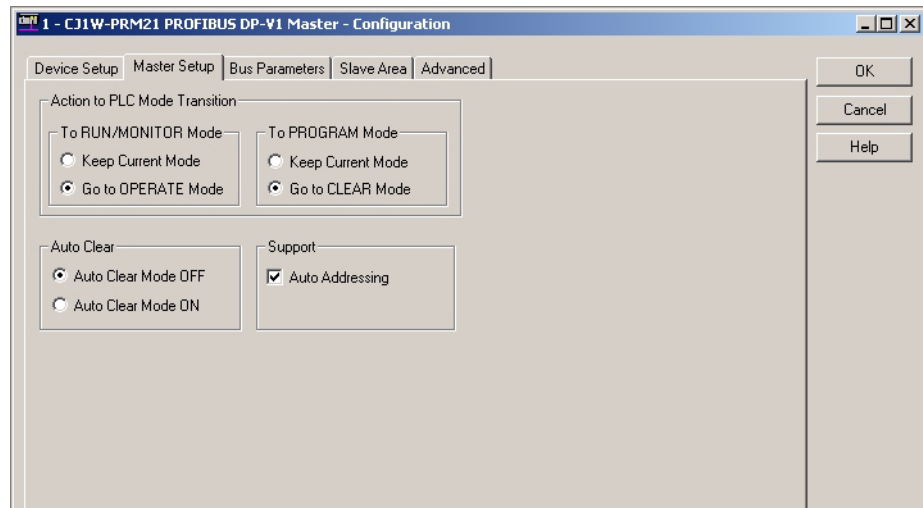 1 - CJ1W-PRM21 PROFIBUS DP-V1 Master - Configuration
Device Setup Master Setup Bus Parameters Slave Area Advanced
OK
Cancel
Help
Action to PLC Mode Transition
To RUN/MONITOR Mode
Keep Current Mode
Go to OPERATE Mode
To PROGRAM Mode
Keep Current Mode
Go to CLEAR Mode
Auto Clear
Auto Clear Mode OFF
Auto Clear Mode ON
Support
Auto Addressing